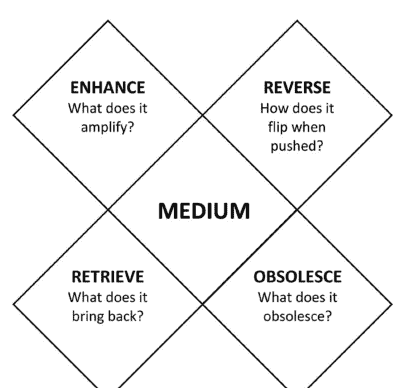 ENHANCE
What does it
amplify?
REVERSE
How does it
flip when
pushed?
MEDIUM
RETRIEVE
What does it
bring back?
OBSOLESCE
What does it
obsolesce?